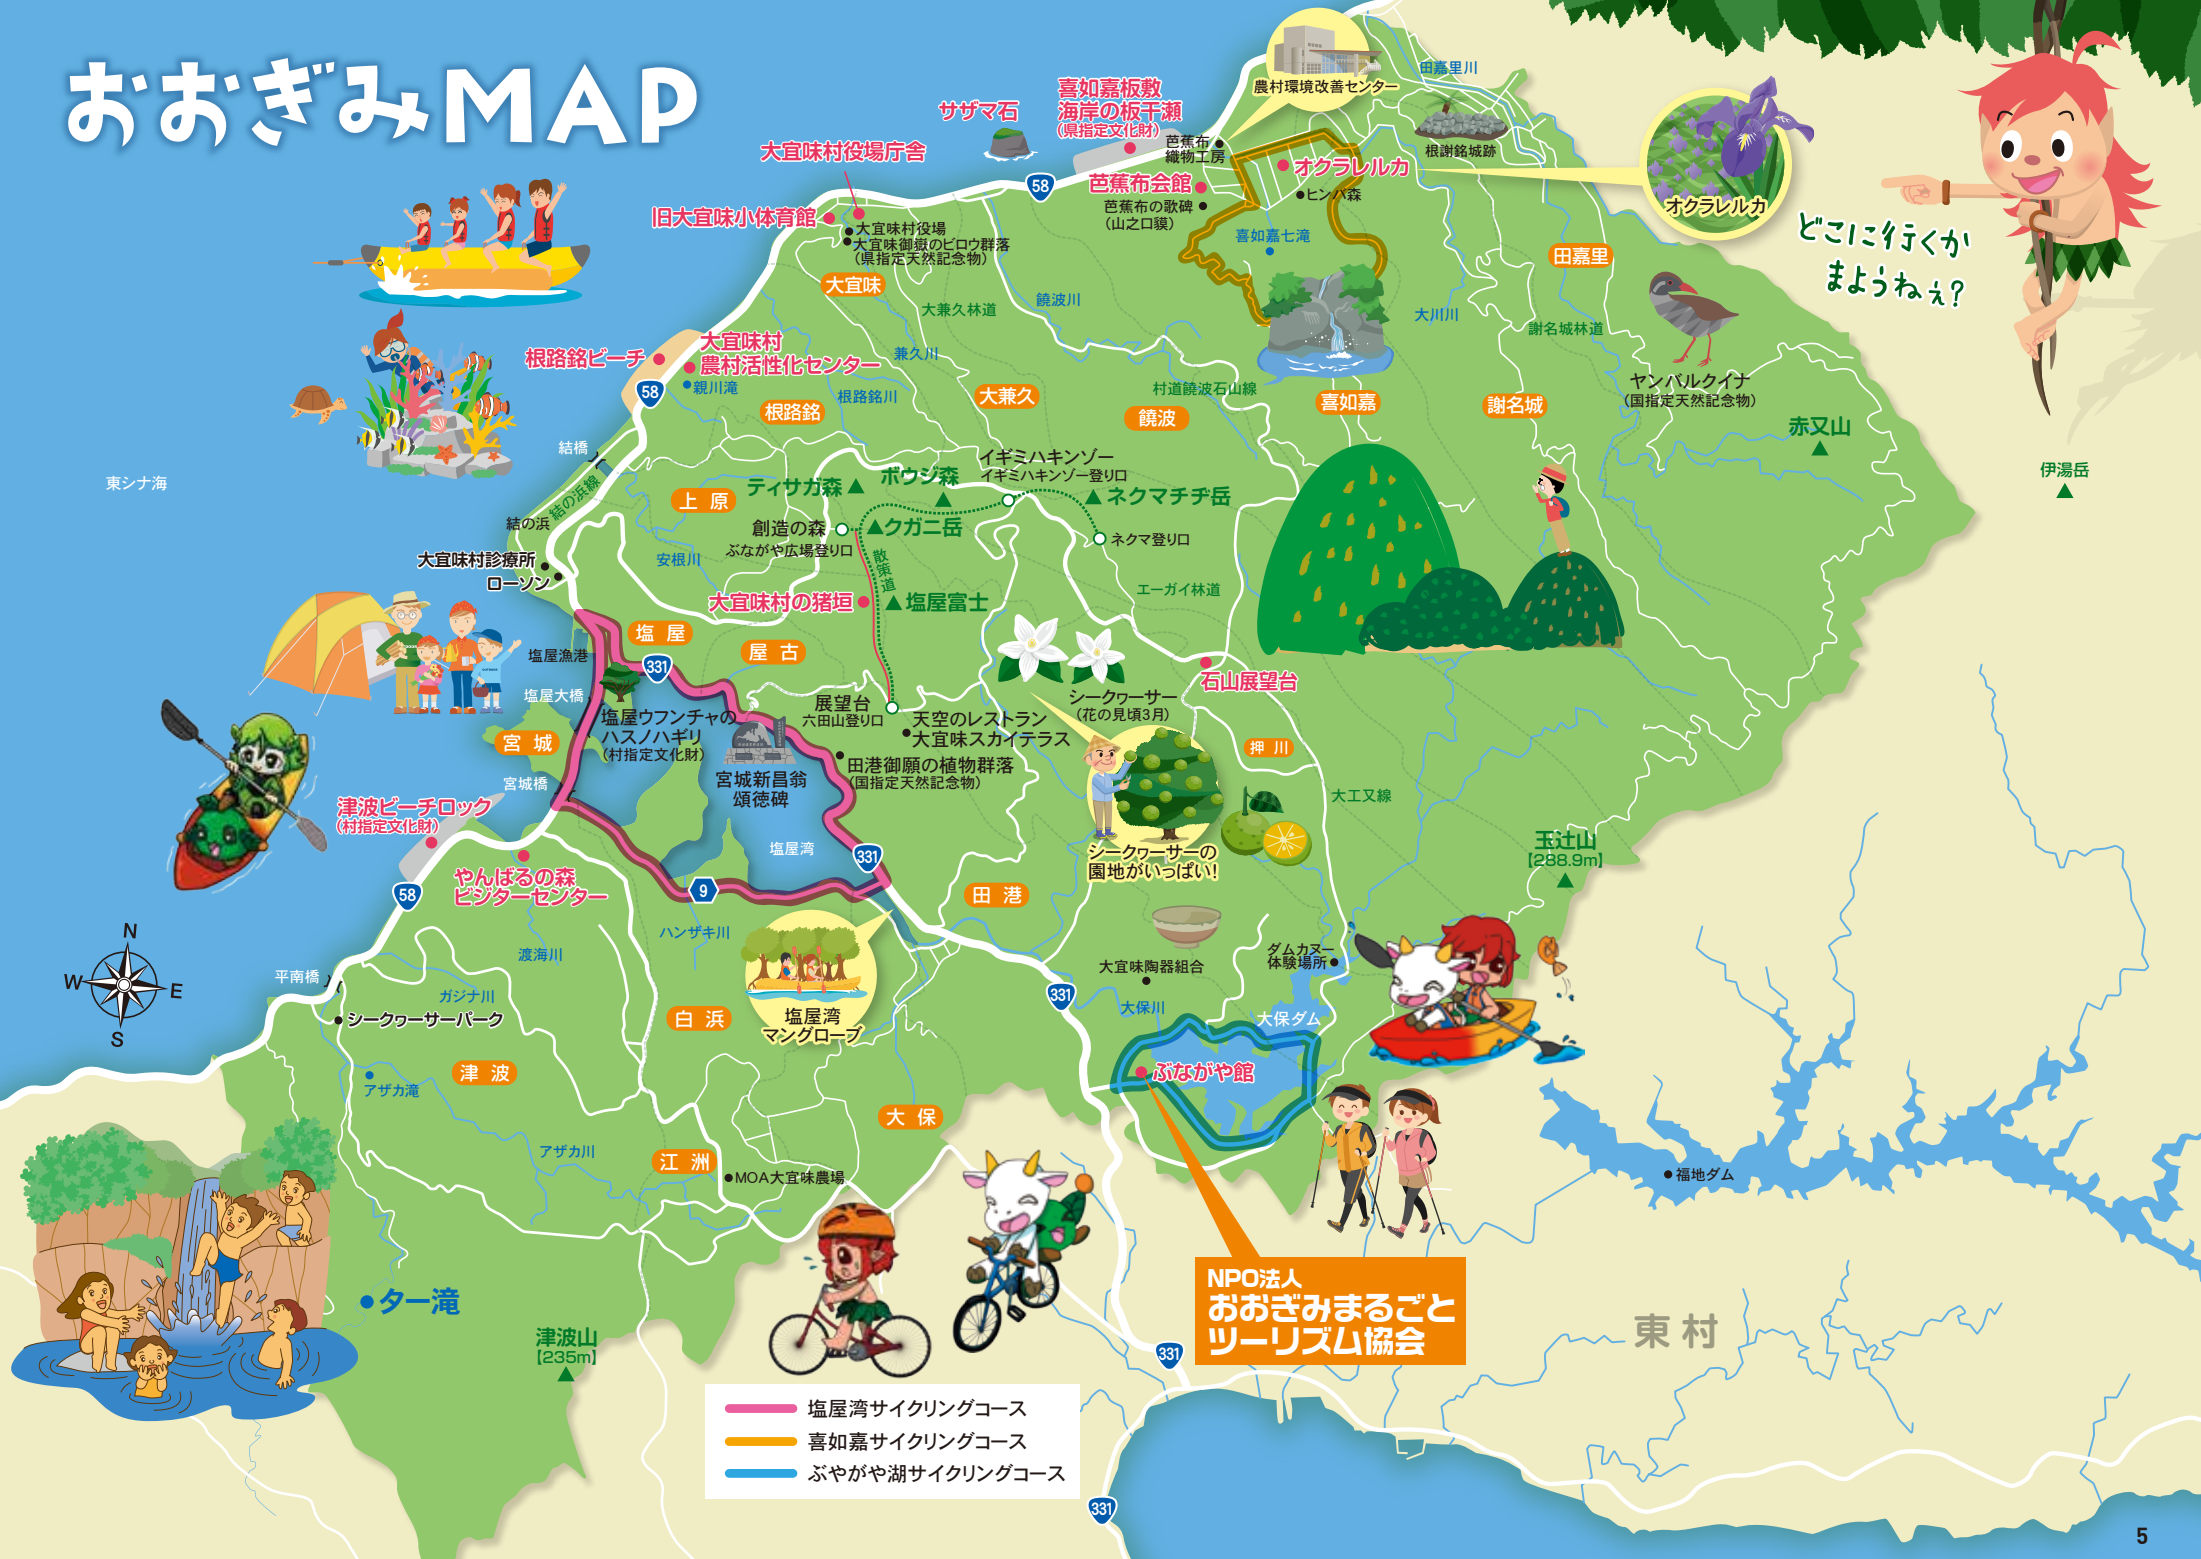 おおぎみMAP
どこに行くか
まようねぇ?
農村環境改善センター
田嘉里川
喜如嘉板敷
海岸の板干瀬
(県指定文化財)
サザマ石
芭蕉布
織物工房
根謝銘城跡
オクラレルカ
オクラレルカ
大宜味村役場庁舎
58
芭蕉布会館
ヒンバ森
芭蕉布の歌碑
(山之口貘)
旧大宜味小体育館
大宜味村役場
大宜味御嶽のビロウ群落
(県指定天然記念物)
喜如嘉七滝
田嘉里
大宜味
大兼久林道
饒波川
大川川
謝名城林道
根路銘ビーチ
大宜味村
農村活性化センター
兼久川
58
親川滝
根路銘川
根路銘
大兼久
村道饒波石山線
饒波
喜如嘉
謝名城
ヤンバルクイナ
(国指定天然記念物)
赤又山
伊湯岳
東シナ海
結橋
結の浜線
結の浜
上原
ティサガ森
ボウジ森
イギミハキンゾー
イギミハキンゾー登り口
ネクマチヂ岳
創造の森
ぶながや広場登り口
クガニ岳
ネクマ登り口
大宜味村診療所
ローソン
安根川
散策道
エーガイ林道
大宜味村の猪垣
塩屋富士
塩屋
屋古
塩屋漁港
331
塩屋大橋
石山展望台
シークヮーサー
(花の見頃3月)
展望台
六田山登り口
塩屋ウフンチャの
ハスノハギリ
(村指定文化財)
天空のレストラン
大宜味スカイテラス
宮城
宮城橋
宮城新昌翁
頌徳碑
田港御願の植物群落
(国指定天然記念物)
押川
大工又線
津波ビーチロック
(村指定文化財)
塩屋湾
331
シークヮーサーの
園地がいっぱい!
玉辻山
[288.9m]
やんばるの森
ビジターセンター
58
9
田港
N
W
E
S
ハンザキ川
渡海川
平南橋
ガジナ川
シークヮーサーパーク
白浜
塩屋湾
マングローブ
大宜味陶器組合
ダムカヌー
体験場所
331
大保川
大保ダム
ぶながや館
津波
アザカ滝
大保
アザカ川
江洲
MOA大宜味農場
福地ダム
ター滝
津波山
[235m]
NPO法人
おおぎみまるごと
ツーリズム協会
東村
331
塩屋湾サイクリングコース
喜如嘉サイクリングコース
ぶやがや湖サイクリングコース
331
5